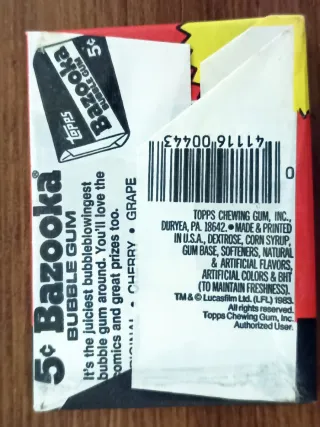 5¢ Bazooka®
BUBBLE GUM
It's the juiciest bubbleblowingest
bubble gum around. You'll love the
comics and great prizes too.
ORIGINAL • CHERRY • GRAPE
TOPPS
Bazooka
BUBBLE GUM
5¢
41116 00443
0
TOPPS CHEWING GUM, INC.,
DURYEA, PA. 18642. • MADE & PRINTED
IN U.S.A., DEXTROSE, CORN SYRUP,
GUM BASE, SOFTENERS, NATURAL
& ARTIFICIAL FLAVORS,
ARTIFICIAL COLORS & BHT
(TO MAINTAIN FRESHNESS).
TM & © Lucasfilm Ltd. (LFL) 1983.
All rights reserved.
Topps Chewing Gum, Inc.
Authorized User.